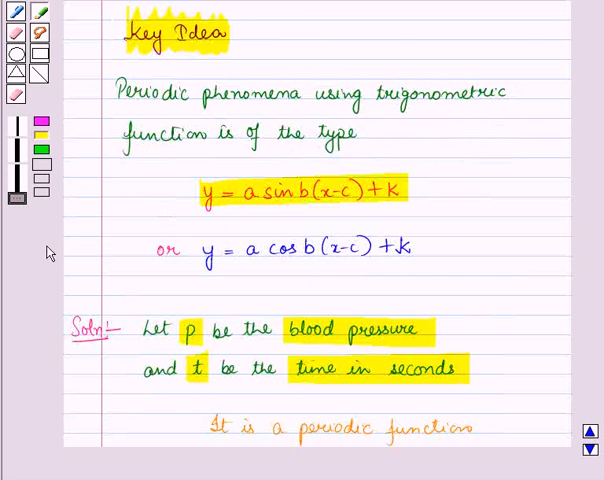 Key Idea
Periodic phenomena using trigonometric
function is of the type
y = a sin b(x-c) + k
or y = a cos b (x-c) + k
Soln:- Let p be the blood pressure
and t be the time in seconds
It is a periodic function